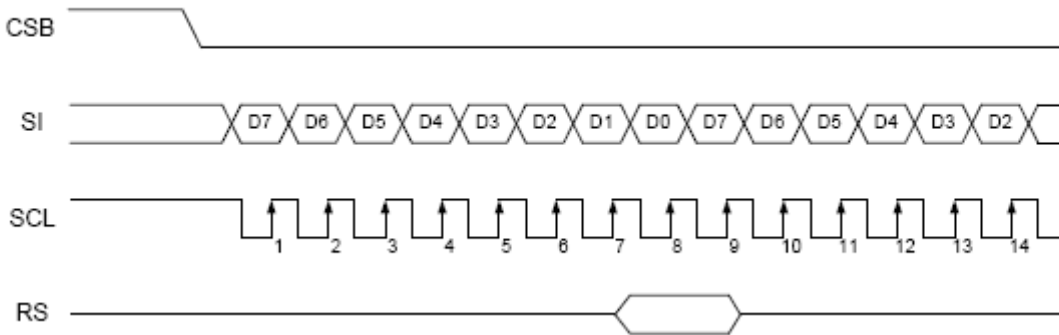 CSB
SI D7 D6 D5 D4 D3 D2 D1 D0 D7 D6 D5 D4 D3 D2
SCL
1 2 3 4 5 6 7 8 9 10 11 12 13 14
RS